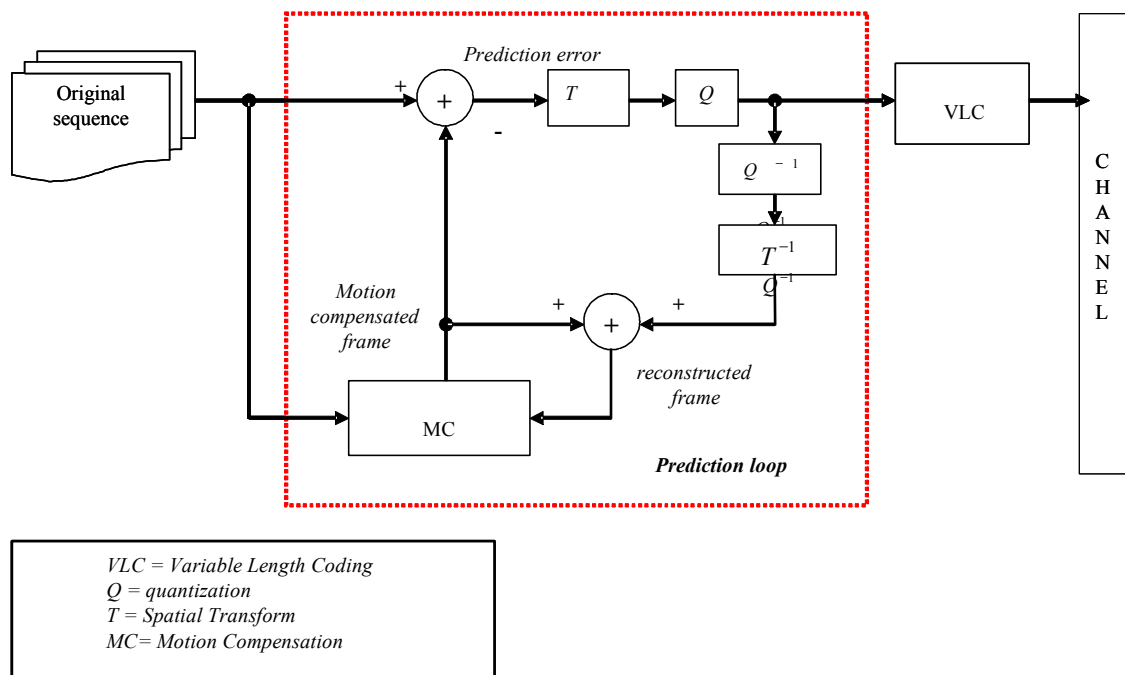 Prediction error
Original
sequence
+
+
T
Q
VLC
-
Q −1
T−1
Q−1
Motion
compensated
frame
+
+
+
reconstructed
frame
MC
Prediction loop
C
H
A
N
N
E
L
VLC = Variable Length Coding
Q = quantization
T = Spatial Transform
MC= Motion Compensation